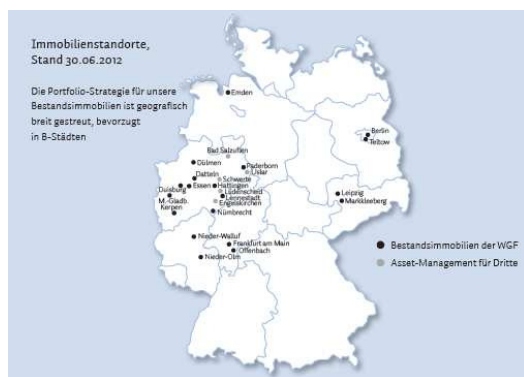 Immobilienstandorte,
Stand 30.06.2012
Die Portfolio-Strategie für unsere
Bestandsimmobilien ist geografisch
breit gestreut, bevorzugt
in B-Städten
Emden
Berlin
Teltow
Bad Salzuflen
Dülmen
Paderborn
Uslar
Datteln
Schwerte
Duisburg
Essen
Hattingen
Lüdenscheid
M.-Gladb.
Lennestadt
Kerpen
Engelskirchen
Nümbrecht
Leipzig
Markkleeberg
Nieder-Walluf
Frankfurt am Main
Offenbach
Nieder-Olm
Bestandsimmobilien der WGF
Asset-Management für Dritte